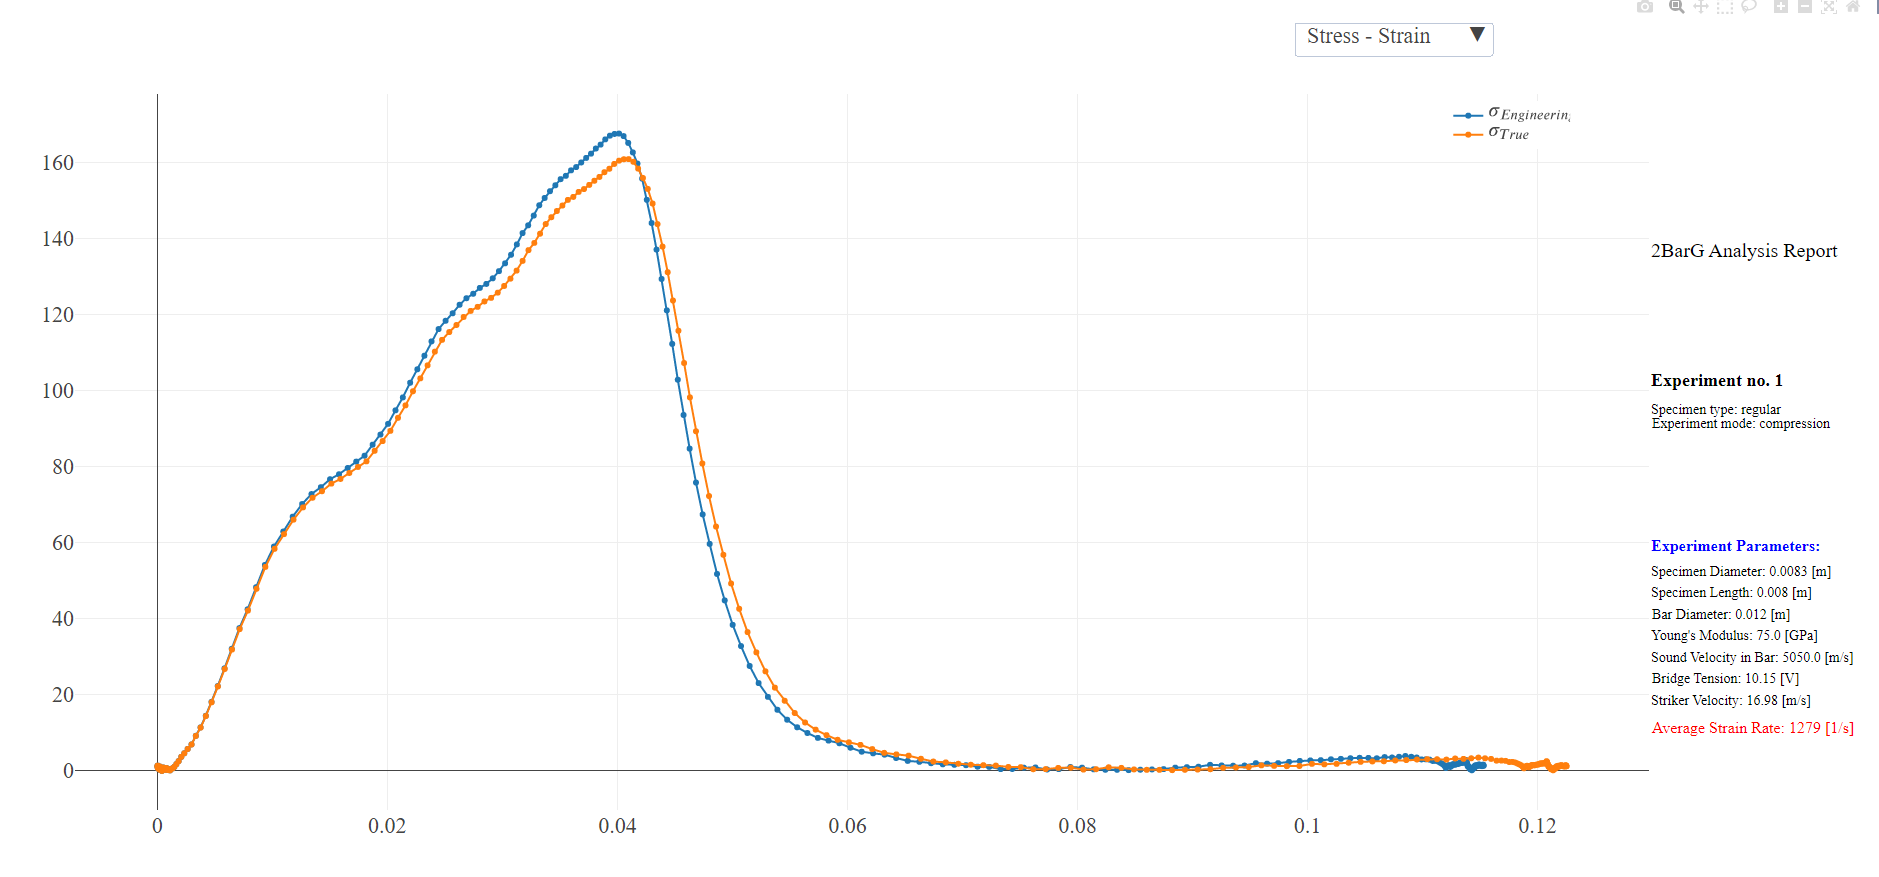 Stress - Strain ▼
σEngineerin
σTrue
160
140
120
100
80
60
40
20
0
0 0.02 0.04 0.06 0.08 0.1 0.12
2BarG Analysis Report
Experiment no. 1
Specimen type: regular
Experiment mode: compression
Experiment Parameters:
Specimen Diameter: 0.0083 [m]
Specimen Length: 0.008 [m]
Bar Diameter: 0.012 [m]
Young's Modulus: 75.0 [GPa]
Sound Velocity in Bar: 5050.0 [m/s]
Bridge Tension: 10.15 [V]
Striker Velocity: 16.98 [m/s]
Average Strain Rate: 1279 [1/s]